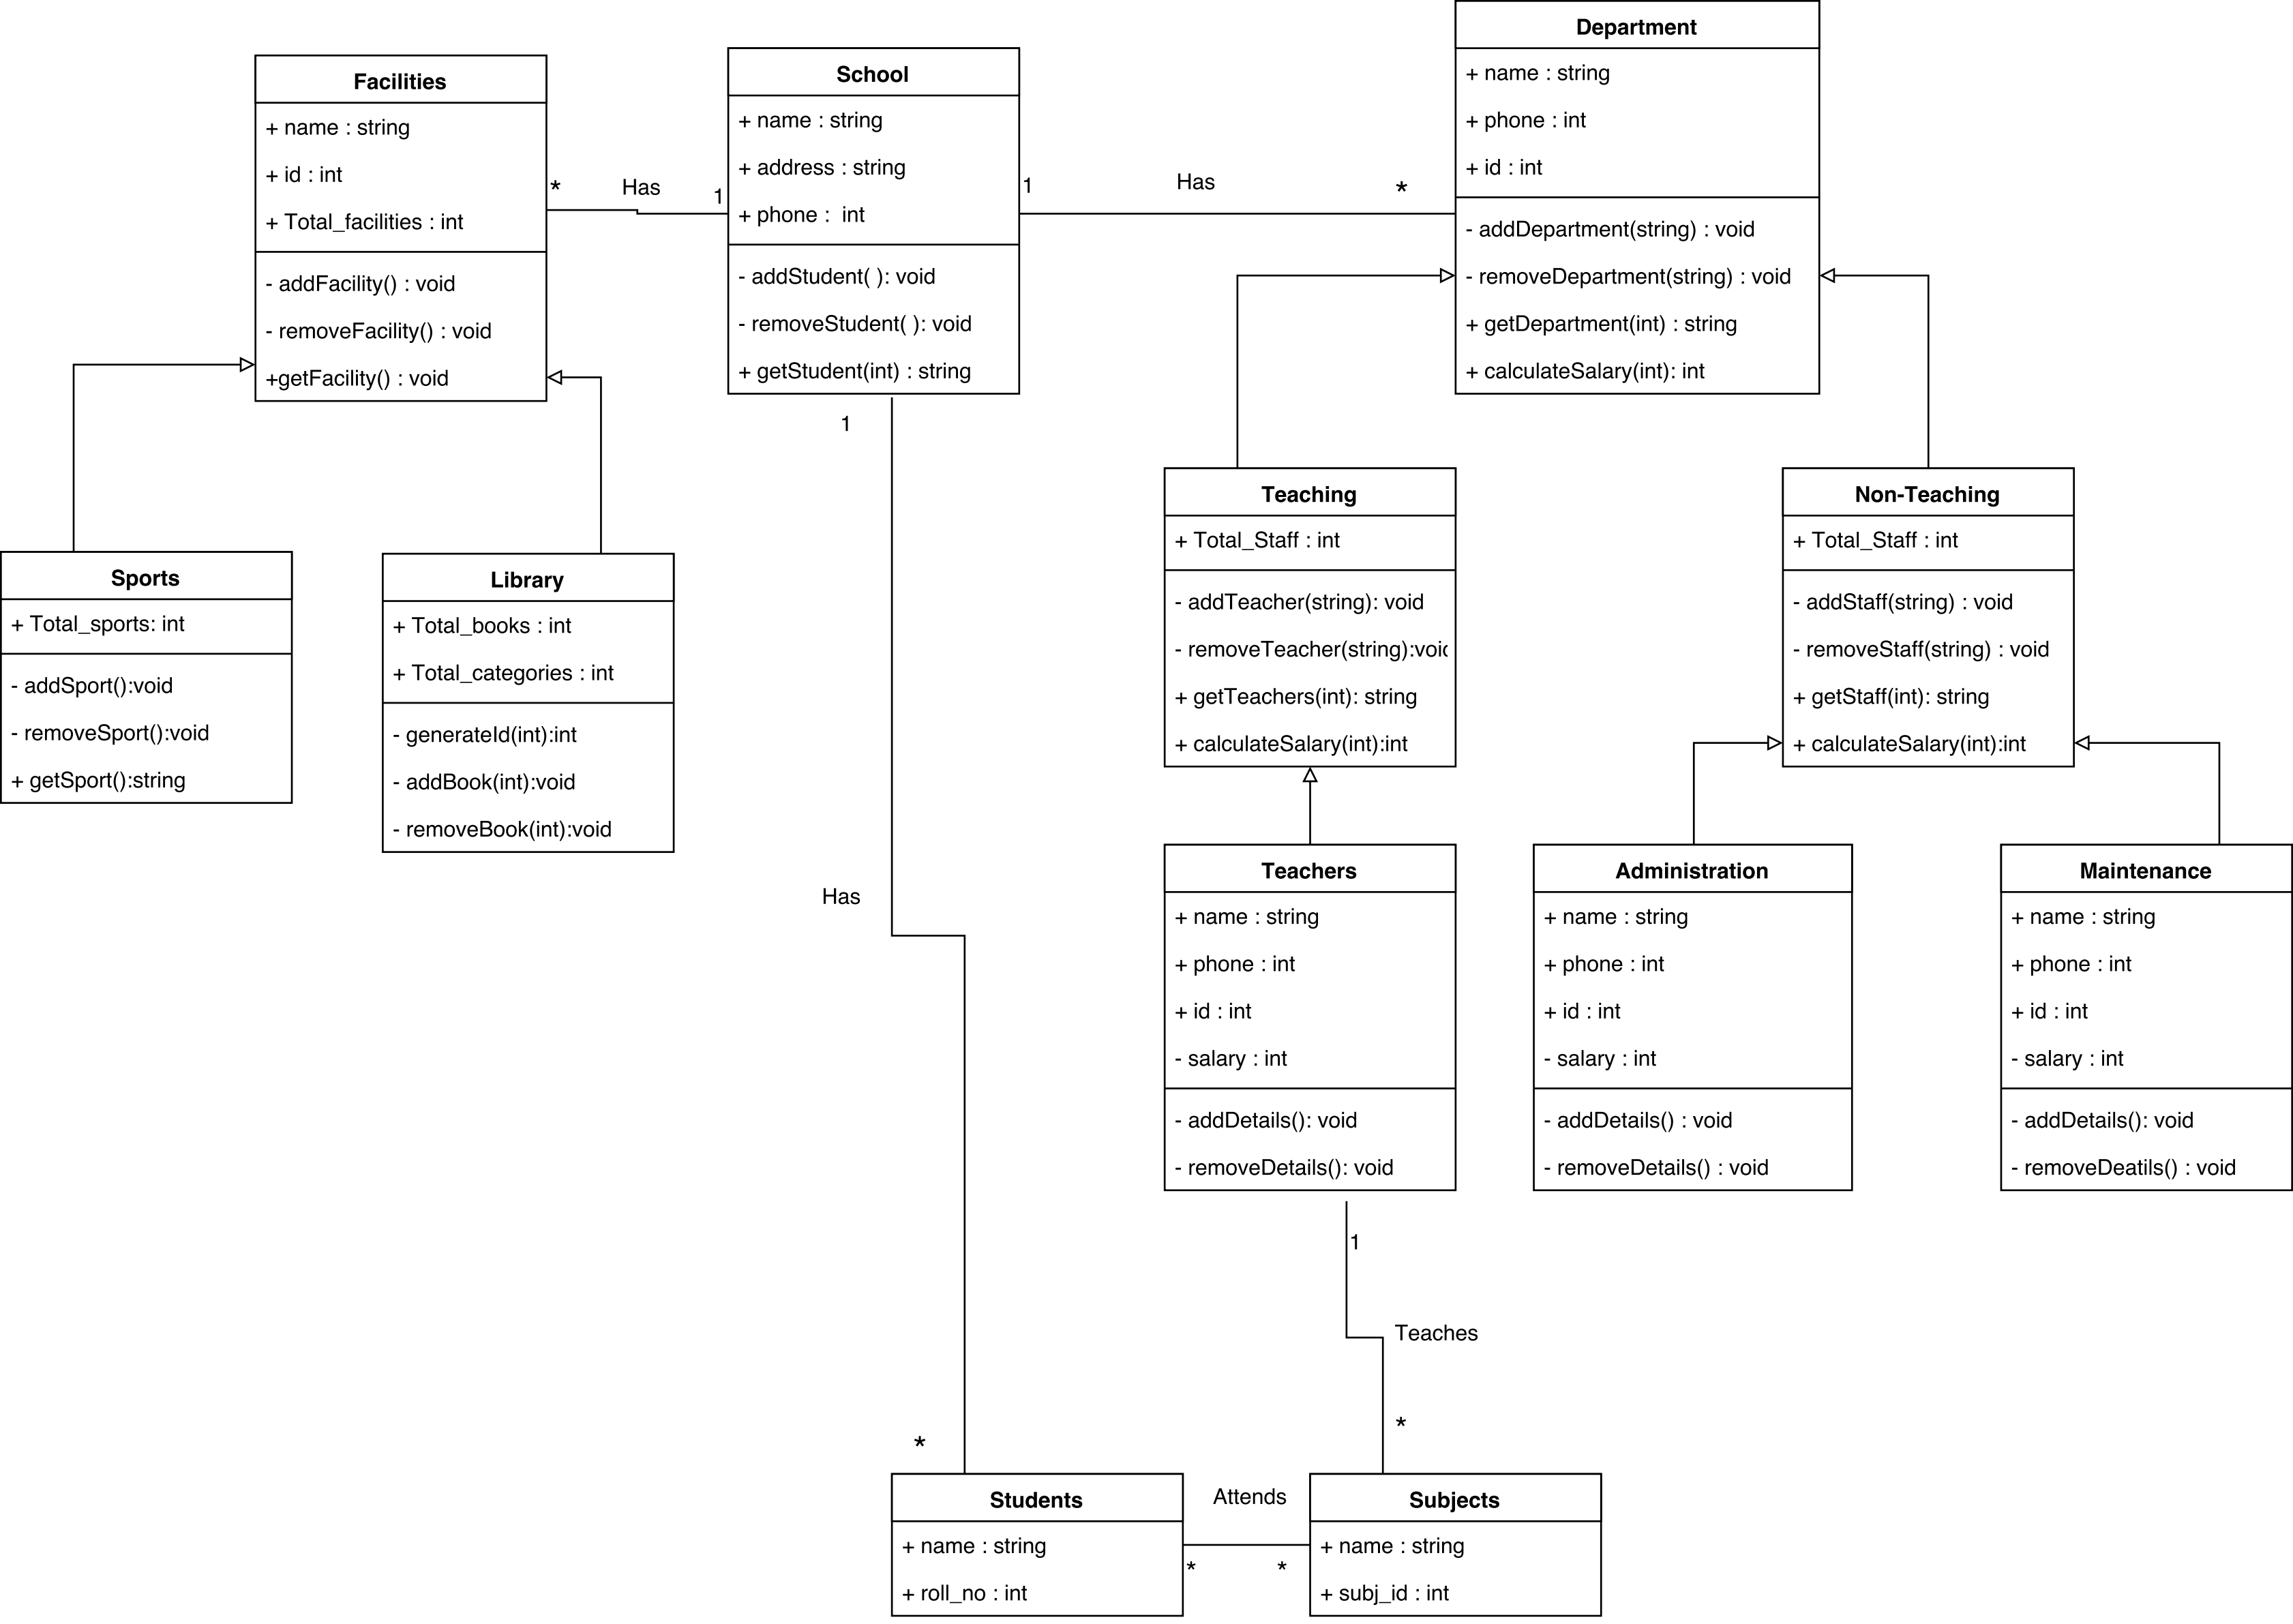 Facilities
+ name : string
+ id : int
+ Total_facilities : int
- addFacility() : void
- removeFacility() : void
+getFacility() : void
*
Has
1
School
+ name : string
+ address : string
+ phone :  int
- addStudent( ): void
- removeStudent( ): void
+ getStudent(int) : string
1
Has
*
Department
+ name : string
+ phone : int
+ id : int
- addDepartment(string) : void
- removeDepartment(string) : void
+ getDepartment(int) : string
+ calculateSalary(int): int
1
Has
*
Sports
+ Total_sports: int
- addSport():void
- removeSport():void
+ getSport():string
Library
+ Total_books : int
+ Total_categories : int
- generateId(int):int
- addBook(int):void
- removeBook(int):void
Teaching
+ Total_Staff : int
- addTeacher(string): void
- removeTeacher(string):voic
+ getTeachers(int): string
+ calculateSalary(int):int
Non-Teaching
+ Total_Staff : int
- addStaff(string) : void
- removeStaff(string) : void
+ getStaff(int): string
+ calculateSalary(int):int
Teachers
+ name : string
+ phone : int
+ id : int
- salary : int
- addDetails(): void
- removeDetails(): void
Administration
+ name : string
+ phone : int
+ id : int
- salary : int
- addDetails() : void
- removeDetails() : void
Maintenance
+ name : string
+ phone : int
+ id : int
- salary : int
- addDetails(): void
- removeDeatils() : void
1
Teaches
*
Students
+ name : string
+ roll_no : int
Attends
*
*
Subjects
+ name : string
+ subj_id : int